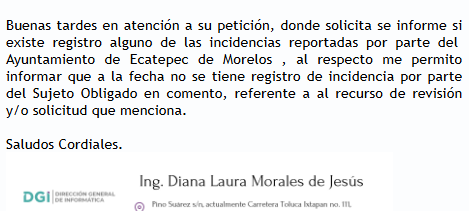 Buenas tardes en atención a su petición, donde solicita se informe si
existe registro alguno de las incidencias reportadas por parte del
Ayuntamiento de Ecatepec de Morelos , al respecto me permito
informar que a la fecha no se tiene registro de incidencia por parte
del Sujeto Obligado en comento, referente a al recurso de revisión
y/o solicitud que menciona.
Saludos Cordiales.
Ing. Diana Laura Morales de Jesús
DGI DIRECCIÓN GENERAL
DE INFORMÁTICA
Pino Suárez s/n, actualmente Carretera Toluca Ixtapan no. 111,